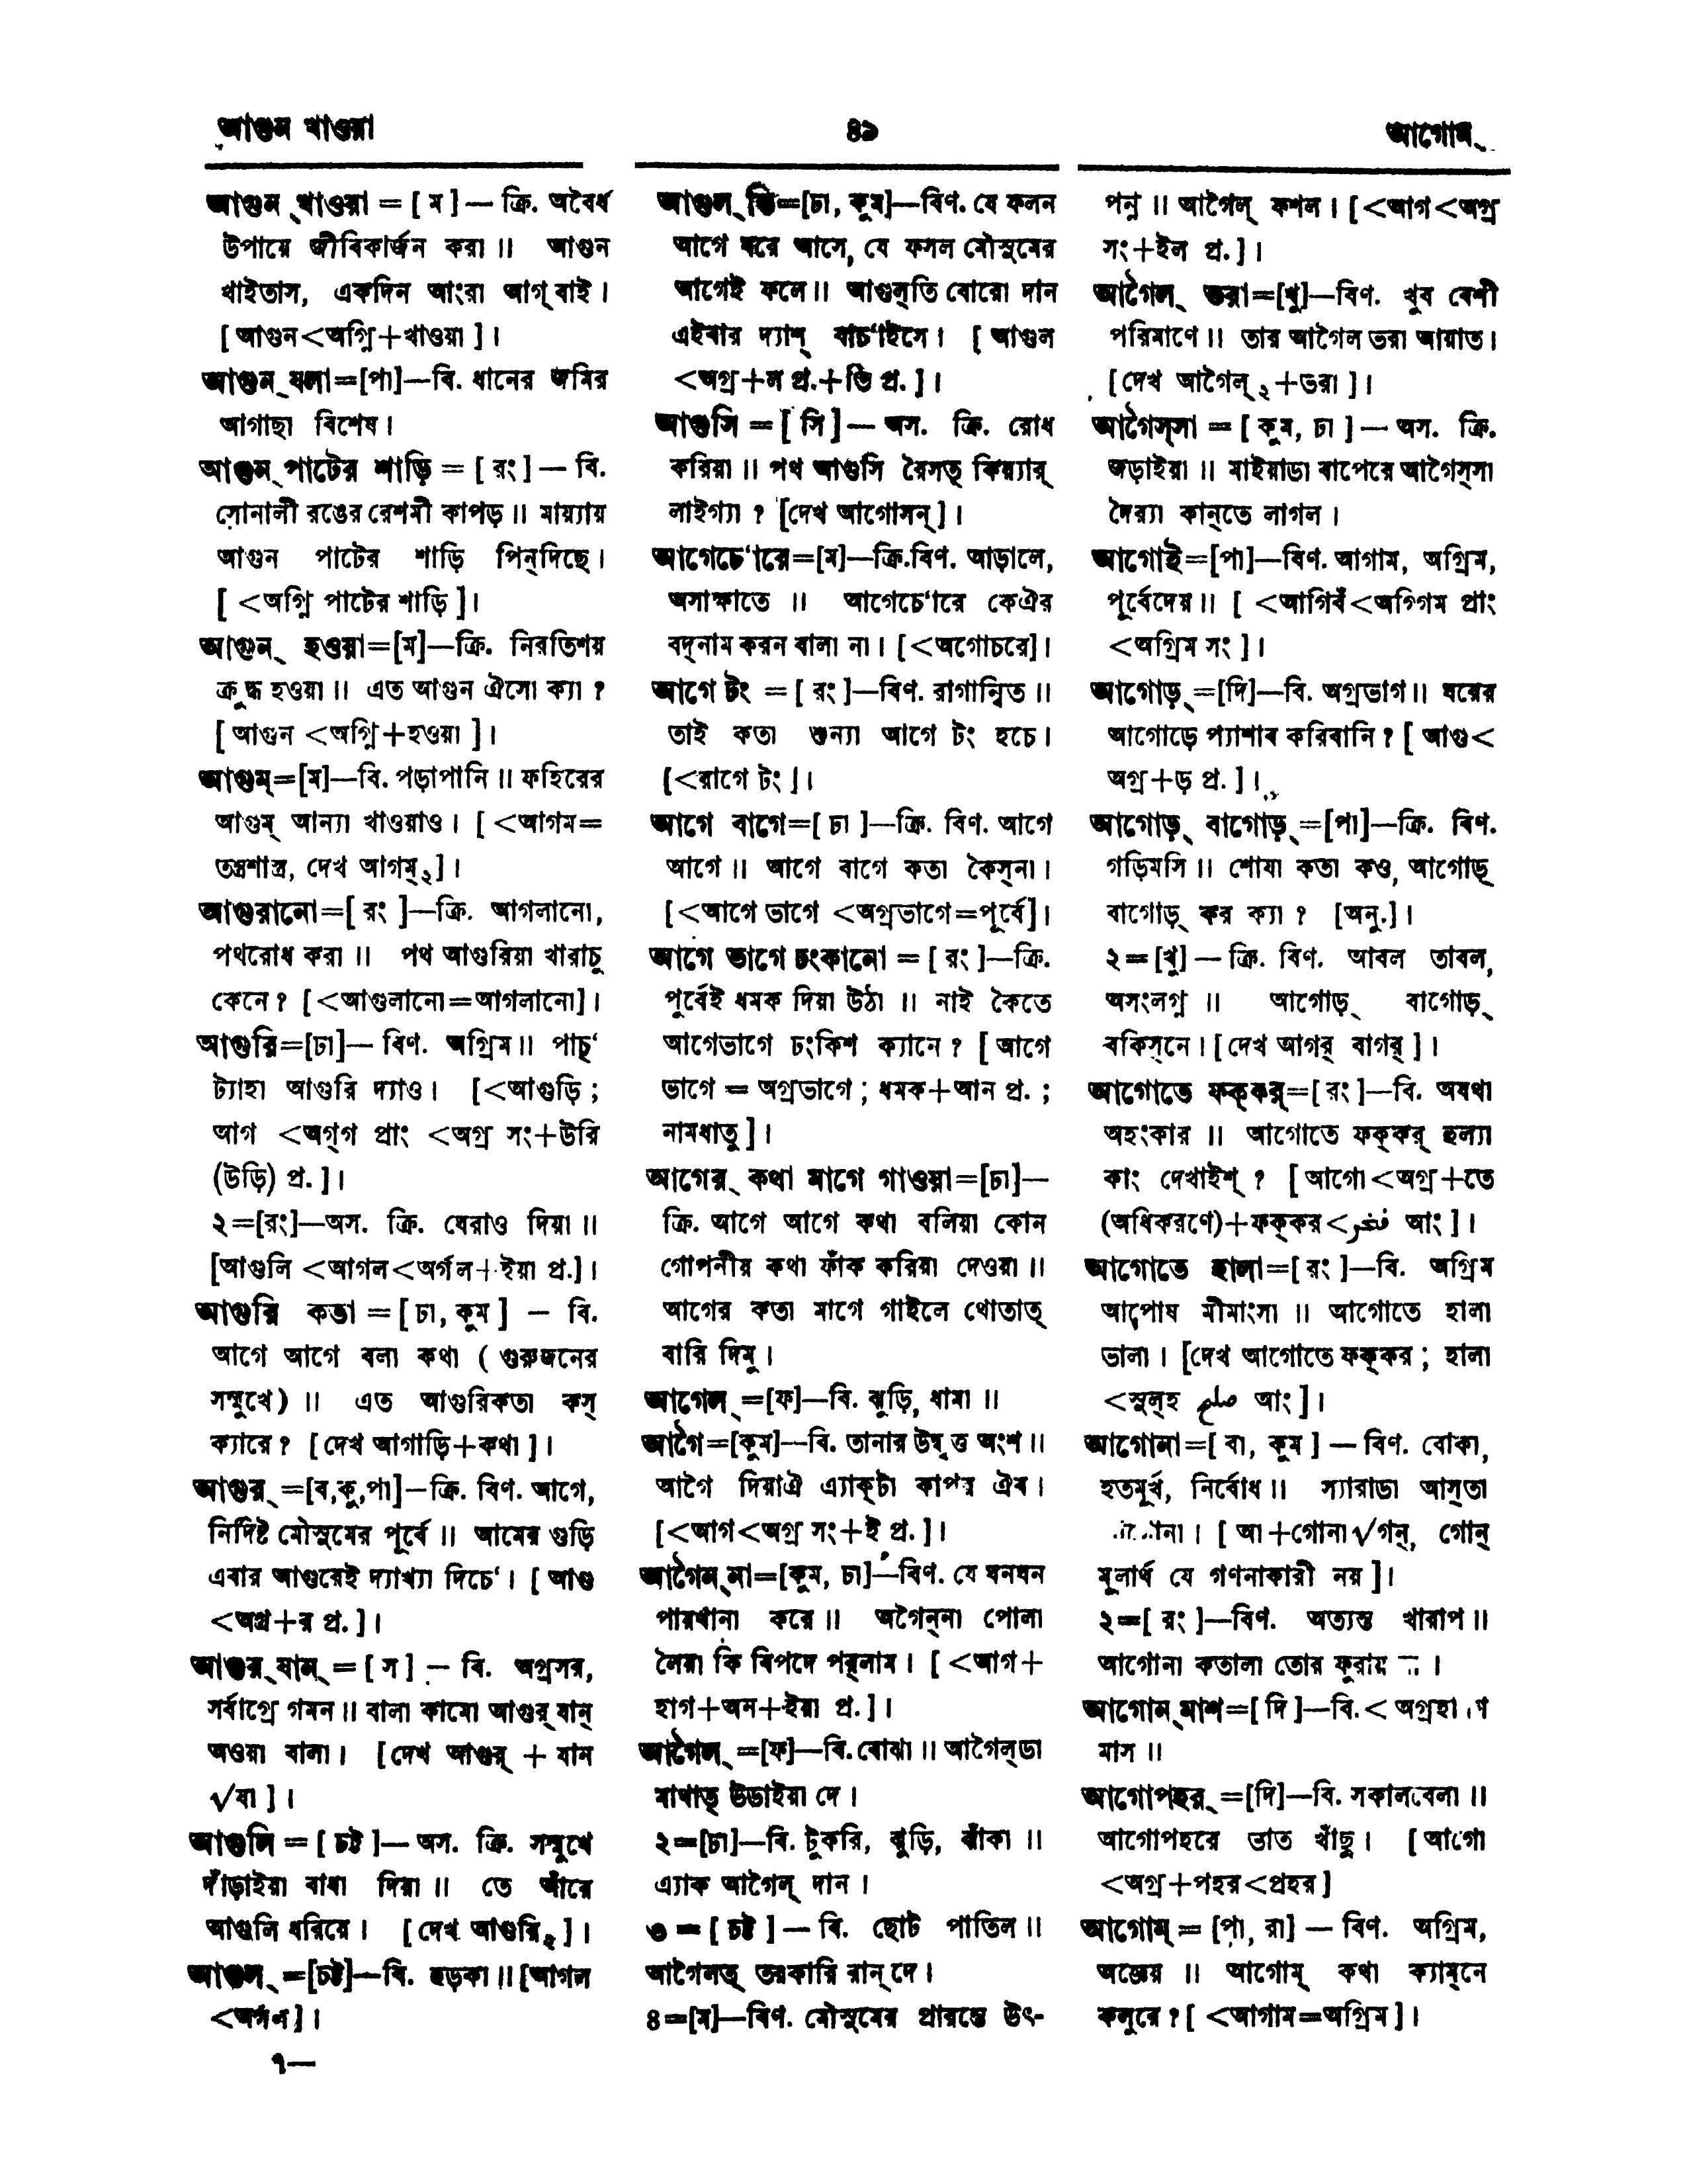 আগুন খাওয়া
৪৯
আগোম্
আগুন্ খাওয়া = [ ম ] — ক্রি. অবৈধ
উপায়ে জীবিকার্জন করা ॥ আগুন
খাইতাস, একদিন আংরা আগ্‌বাই।
[ আগুন<অগ্নি+খাওয়া ]।
আগুন্ যলা=[পা]—বি. ধানের জমির
আগাছা বিশেষ।
আগুন্ পাটের শাড়ি = [ রং ] — বি.
সোনালী রঙের রেশমী কাপড় ॥ মায়্যায়
আগুন পাটের শাড়ি পিন্‌দিছে।
[ <অগ্নি পাটের শাড়ি ]।
আগুন্ হওয়া=[ম]—ক্রি. নিরতিশয়
ক্রুদ্ধ হওয়া ॥ এত আগুন ঐসো ক্যা ?
[ আগুন <অগ্নি+হওয়া ]।
আগুম্=[ম]—বি. পড়াপানি ॥ ফহিরের
আগুম্ আন্যা খাওয়াও। [ <আগম=
তন্ত্রশাস্ত্র, দেখ আগম্২]।
আগুরানো=[ রং ]—ক্রি. আগলানো,
পথরোধ করা ॥ পথ আগুরিয়া খারাচু
কেনে ? [<আগুলানো=আগলানো]।
আগুরি=[ঢা]— বিণ. অগ্রিম ॥ পাচ্‌'
ট্যাহা আগুরি দ্যাও। [<আগুড়ি ;
আগ <অগ্‌গ প্রাং <অগ্র সং+উরি
(উড়ি) প্র. ]।
২=[রং]—অস. ক্রি. ঘেরাও দিয়া ॥
[আগুলি <আগল<অর্গল+ইয়া প্র.]।
আগুরি কতা = [ ঢা, কুম ] – বি.
আগে আগে বলা কথা ( গুরুজনের
সম্মুখে) ॥ এত আগুরিকতা কস্
ক্যারে ? [ দেখ আগাড়ি+কথা ]।
আগুর্ =[ব,কু,পা]—ক্রি. বিণ. আগে,
নির্দিষ্ট মৌসুমের পূর্বে ॥ আমের গুড়ি
এবার আগুরেই দ্যাখ্যা দিচে'। [ আগু
<অগ্র+র প্র. ]।
আগুর্ যান্ = [ স ] – বি. অগ্রসর,
সর্বাগ্রে গমন ॥ বালা কামো আগুর্ যান্
অওয়া বালা। [দেখ আগুর্ + যান
√যা ]।
আগুলি = [ চট্ট ]— অস. ক্রি. সম্মুখে
দাঁড়াইয়া বাধা দিয়া ॥ তে আঁরে
আগুলি ধরিয়ে। [দেখ আগুরি২]।
আগুল্ =[চট্ট]—বি. হুড়কা ॥ [আগল
<অর্গল]।
৭—
আগুল্ তি=[ঢা, কুম]—বিণ. যে ফলন
আগে ঘরে আসে, যে ফসল মৌসুমের
আগেই ফলে ॥ আগুল্‌তি বোরো দান
এইবার দ্যাশ্ বাচ'াইসে। [ আগুল
<অগ্র+ল প্র.+তি প্র. ]।
আগুসি = [ সি ] — অস. ক্রি. রোধ
করিয়া ॥ পথ আগুসি রৈসত্ কিয়্যার্
লাইগ্যা ? [দেখ আগোসন্]।
আগেচে'ারে=[ম]—ক্রি.বিণ. আড়ালে,
অসাক্ষাতে ॥ আগেচে'ারে কেঐর
বদ্‌নাম করন বালা না। [<অগোচরে]।
আগে টং = [ রং ]—বিণ. রাগান্বিত ॥
তাই কতা শুন্যা আগে টং হচে।
[<রাগে টং ]।
আগে বাগে=[ ঢা ]—ক্রি. বিণ. আগে
আগে ॥ আগে বাগে কতা কৈস্‌না।
[<আগে ভাগে <অগ্রভাগে=পূর্বে]।
আগে ভাগে চংকানো = [ রং ]—ক্রি.
পূর্বেই ধমক দিয়া উঠা ॥ নাই কৈতে
আগেভাগে চংকিশ ক্যানে ? [ আগে
ভাগে = অগ্রভাগে ; ধমক+আন প্র. ;
নামধাতু ]।
আগের্ কথা মাগে গাওয়া=[ঢা]—
ক্রি. আগে আগে কথা বলিয়া কোন
গোপনীয় কথা ফাঁক করিয়া দেওয়া ॥
আগের কতা মাগে গাইলে থোতাত্
বারি দিমু।
আগেল্ =[ফ]—বি. ঝুড়ি, ধামা ॥
আগৈ=[কুম]—বি. তানার উদ্বৃত্ত অংশ ॥
আগৈ দিয়াঐ এ্যাক্‌টা কাপর ঐব।
[<আগ<অগ্র সং+ই প্র. ]।
আগৈন্ না=[কুম, ঢা]—বিণ. যে ঘনঘন
পায়খানা করে ॥ অগৈন্‌না পোলা
লৈয়া কি বিপদে পর্‌লাম। [ <আগ+
হাগ+অন+ইয়া প্র. ]।
আগৈল্ =[ফ]—বি. বোঝা ॥ আগৈল্‌ডা
মাথাত্ উডাইয়া দে।
২=[ঢা]—বি. টুকরি, ঝুড়ি, ঝাঁকা ॥
এ্যাক আগৈল্ দান।
৩ = [ চট্ট ] — বি. ছোট পাতিল ॥
আগৈলত্ তরকারি রান্ দে।
৪=[ম]—বিণ. মৌসুমের প্রারম্ভে উৎ-
পন্ন ॥ আগৈল্ ফশল। [<আগ<অগ্র
সং+ইল প্র. ]।
আগৈল্ ভরা=[খু]—বিণ. খুব বেশী
পরিমাণে ॥ তার আগৈল ভরা আয়াত।
[দেখ আগৈল্২+ভরা ]।
আগৈস্‌সা = [ কুম, ঢা ] — অস. ক্রি.
জড়াইয়া ॥ মাইয়াডা বাপেরে আগৈস্‌সা
দৈর‍্যা কান্‌তে লাগল।
আগোই=[পা]—বিণ. আগাম, অগ্রিম,
পূর্বেদেয় ॥ [ <আগিবঁ<অগ্‌গিম প্রাং
<অগ্রিম সং ]।
আগোড়্ =[দি]—বি. অগ্রভাগ ॥ ঘরের
আগোড়ে প্যাশাব করিবানি ? [ আগু<
অগ্র+ড় প্র. ]।
আগোড়্ বাগোড়্ =[পা]—ক্রি. বিণ.
গড়িমসি ॥ শোযা কতা কও, আগোড়্
বাগোড়্ কর ক্যা ? [অনু.]।
২=[খু] — ক্রি. বিণ. আবল তাবল,
অসংলগ্ন ॥ আগোড়্ বাগোড়্
বকিস্‌নে। [ দেখ আগর্ বাগর্ ]।
আগোতে ফক্‌কর্=[ রং ]—বি. অযথা
অহংকার ॥ আগোতে ফক্‌কর্ হল্যা
কাং দেখাইশ্ ? [ আগো<অগ্র+তে
(অধিকরণে)+ফক্‌কর<فخر আং ]।
আগোতে হালা=[ রং ]—বি. অগ্রিম
আপোষ মীমাংসা ॥ আগোতে হালা
ভালা। [দেখ আগোতে ফক্‌কর ; হালা
<সুল্‌হ صلح আং ]।
আগোনা=[ বা, কুম ] — বিণ. বোকা,
হতমূর্খ, নির্বোধ ॥ স্যারাডা আস্‌তা
[ আ+গোনা √গন্, গোন্
মূলার্থ যে গণনাকারী নয় ]।
২=[ রং ]—বিণ. অত্যন্ত খারাপ ॥
আগোনা কতালা তোর ফুরায়।
আগোন্ মাশ=[ দি ]—বি.< অগ্রহায়ণ
মাস ॥
আগোপহর্ =[দি]—বি. সকালবেলা ॥
আগোপহরে ভাত খাঁছু। [ আগো
<অগ্র+পহর<প্রহর]
আগোম্ = [পা, রা] — বিণ. অগ্রিম,
অজ্ঞেয় ॥ আগোম্ কথা ক্যাম্‌নে
কলুরে ? [ <আগাম=অগ্রিম ]।